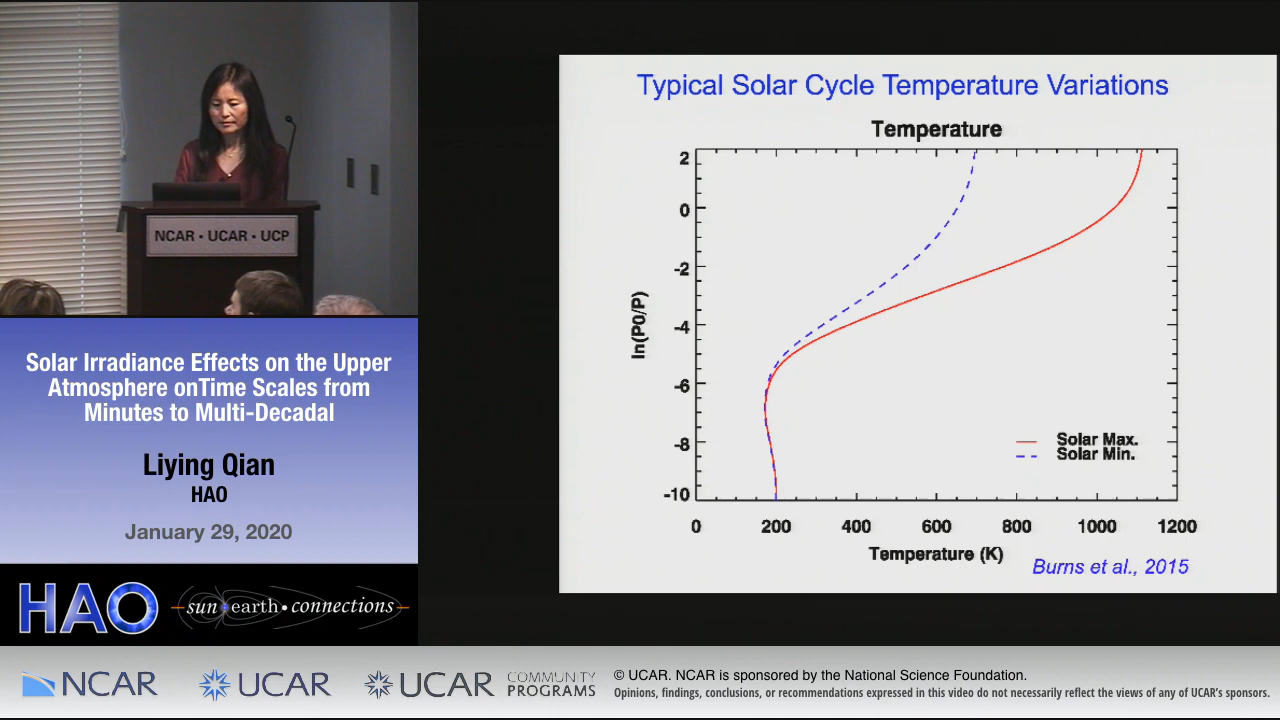 NCAR • UCAR • UCP
Solar Irradiance Effects on the Upper
Atmosphere onTime Scales from
Minutes to Multi-Decadal
Liying Qian
HAO
January 29, 2020
HAO
sun earth • connections
Typical Solar Cycle Temperature Variations
Temperature
2
0
-2
-4
-6
-8
-10
ln(P0/P)
Solar Max.
Solar Min.
0 200 400 600 800 1000 1200
Temperature (K)
Burns et al., 2015
NCAR
UCAR
UCAR
COMMUNITY
PROGRAMS
© UCAR. NCAR is sponsored by the National Science Foundation.
Opinions, findings, conclusions, or recommendations expressed in this video do not necessarily reflect the views of any of UCAR's sponsors.